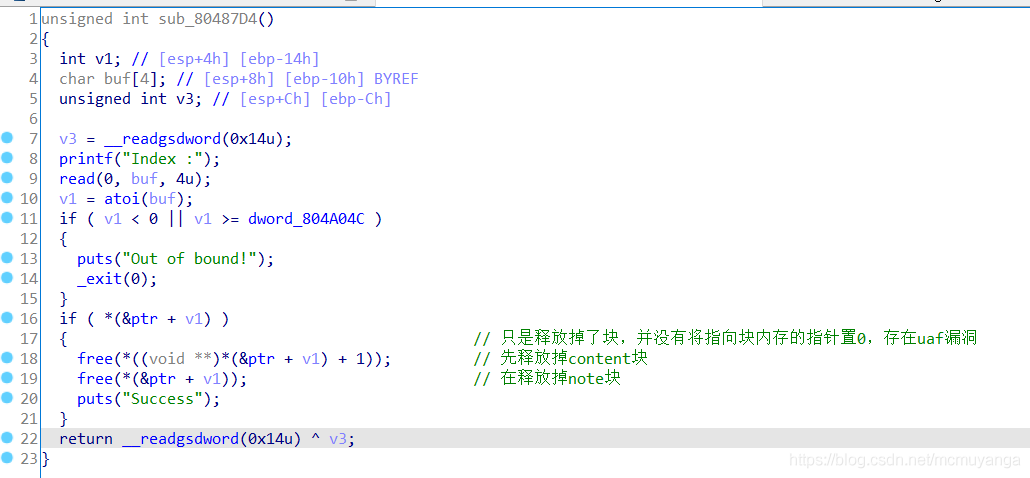 1 unsigned int sub_80487D4()
2 {
3 int v1; // [esp+4h] [ebp-14h]
4 char buf[4]; // [esp+8h] [ebp-10h] BYREF
5 unsigned int v3; // [esp+Ch] [ebp-Ch]
6
7 v3 = __readgsdword(0x14u);
8 printf("Index :");
9 read(0, buf, 4u);
10 v1 = atoi(buf);
11 if ( v1 < 0 || v1 >= dword_804A04C )
12 {
13 puts("Out of bound!");
14 _exit(0);
15 }
16 if ( *(&ptr + v1) )
17 { // 只是释放掉了块，并没有将指向块内存的指针置0，存在uaf漏洞
18 free(*((void **)*(&ptr + v1) + 1)); // 先释放掉content块
19 free(*(&ptr + v1)); // 在释放掉note块
20 puts("Success");
21 }
22 return __readgsdword(0x14u) ^ v3;
23 }
https://blog.csdn.net/mcmuyanga